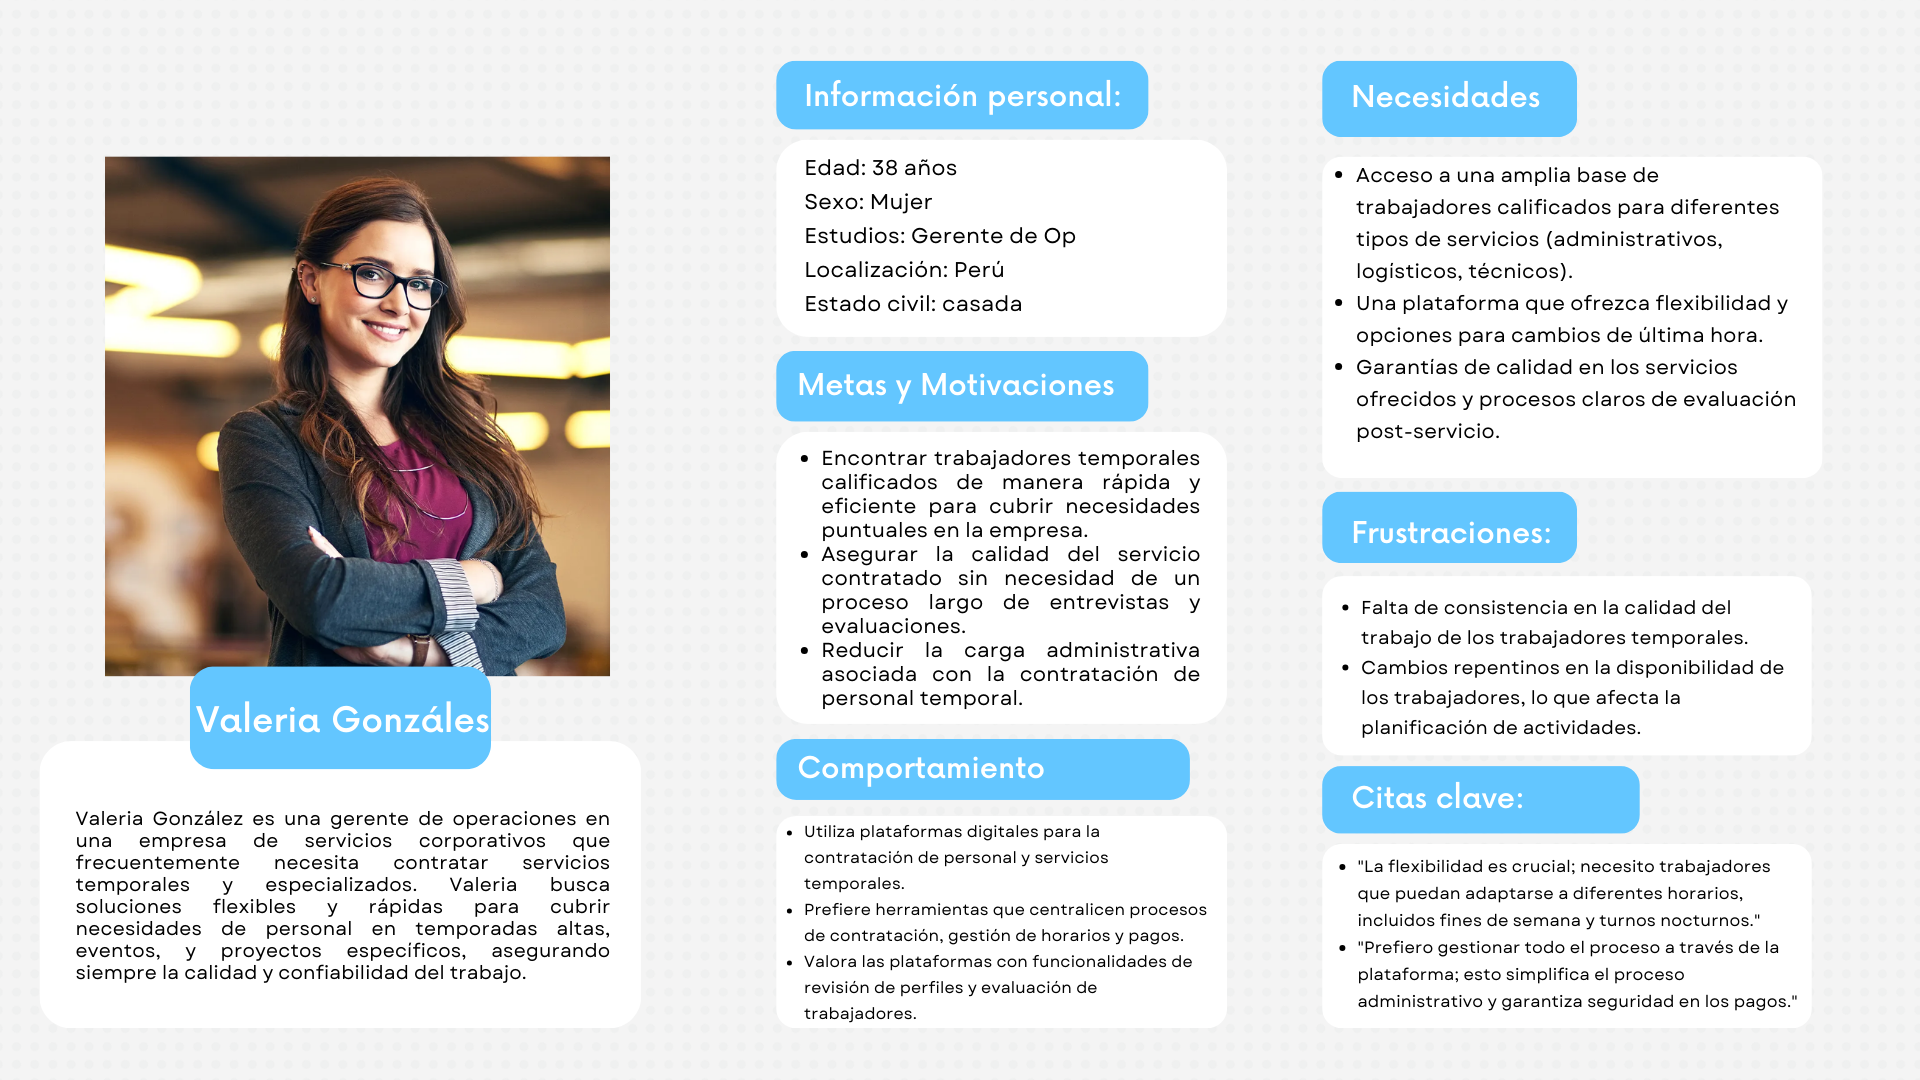 Valeria Gonzáles
Valeria González es una gerente de operaciones en
una empresa de servicios corporativos que
frecuentemente necesita contratar servicios
temporales y especializados. Valeria busca
soluciones flexibles y rápidas para cubrir
necesidades de personal en temporadas altas,
eventos, y proyectos específicos, asegurando
siempre la calidad y confiabilidad del trabajo.
Información personal:
Edad: 38 años
Sexo: Mujer
Estudios: Gerente de Op
Localización: Perú
Estado civil: casada
Metas y Motivaciones
• Encontrar trabajadores temporales
calificados de manera rápida y
eficiente para cubrir necesidades
puntuales en la empresa.
• Asegurar la calidad del servicio
contratado sin necesidad de un
proceso largo de entrevistas y
evaluaciones.
• Reducir la carga administrativa
asociada con la contratación de
personal temporal.
Comportamiento
• Utiliza plataformas digitales para la
contratación de personal y servicios
temporales.
• Prefiere herramientas que centralicen procesos
de contratación, gestión de horarios y pagos.
• Valora las plataformas con funcionalidades de
revisión de perfiles y evaluación de
trabajadores.
Necesidades
• Acceso a una amplia base de
trabajadores calificados para diferentes
tipos de servicios (administrativos,
logísticos, técnicos).
• Una plataforma que ofrezca flexibilidad y
opciones para cambios de última hora.
• Garantías de calidad en los servicios
ofrecidos y procesos claros de evaluación
post-servicio.
Frustraciones:
• Falta de consistencia en la calidad del
trabajo de los trabajadores temporales.
• Cambios repentinos en la disponibilidad de
los trabajadores, lo que afecta la
planificación de actividades.
Citas clave:
• "La flexibilidad es crucial; necesito trabajadores
que puedan adaptarse a diferentes horarios,
incluidos fines de semana y turnos nocturnos."
• "Prefiero gestionar todo el proceso a través de la
plataforma; esto simplifica el proceso
administrativo y garantiza seguridad en los pagos."